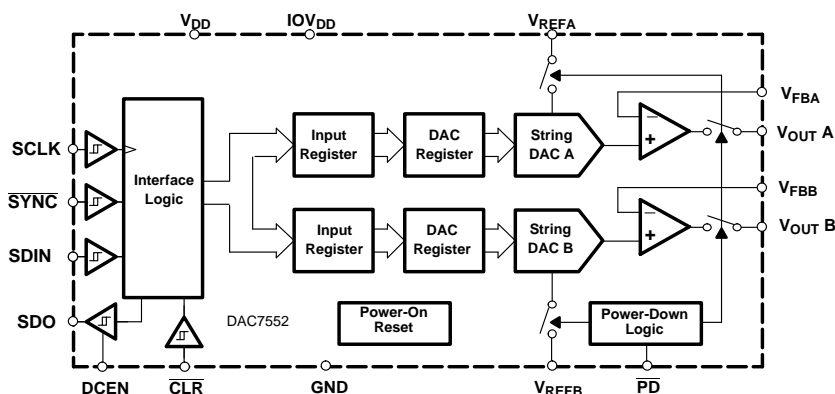 VDD
IOVDD
VREFA
VFBA
SCLK
Interface
Logic
Input
Register
DAC
Register
String
DAC A
−
+
VOUT A
SYNC
VFBB
SDIN
Input
Register
DAC
Register
String
DAC B
−
+
VOUT B
SDO
DAC7552
Power-On
Reset
Power-Down
Logic
DCEN
CLR
GND
VREFB
PD